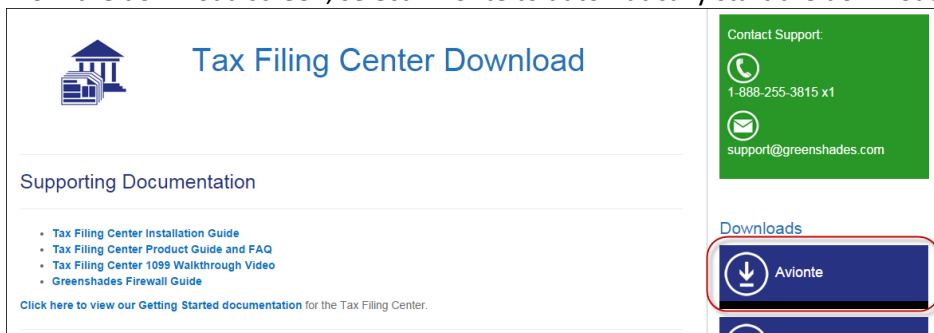 Tax Filing Center Download
Supporting Documentation
Tax Filing Center Installation Guide
Tax Filing Center Product Guide and FAQ
Tax Filing Center 1099 Walkthrough Video
Greenshades Firewall Guide
Click here to view our Getting Started documentation for the Tax Filing Center.
Contact Support:
1-888-255-3815 x1
support@greenshades.com
Downloads
Avionte